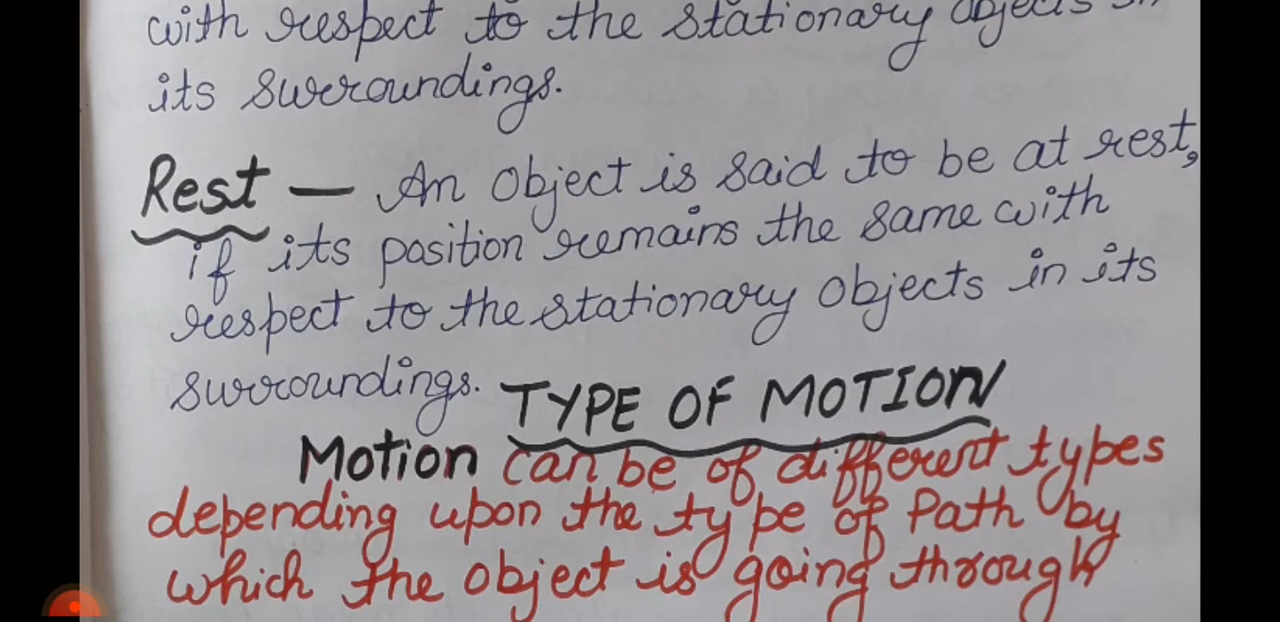 with respect to the stationary objects in
its surroundings.
Rest — An object is said to be at rest,
if its position remains the same with
respect to the stationary objects in its
surroundings.
TYPE OF MOTION
Motion can be of different types
depending upon the type of Path by
which the object is going through